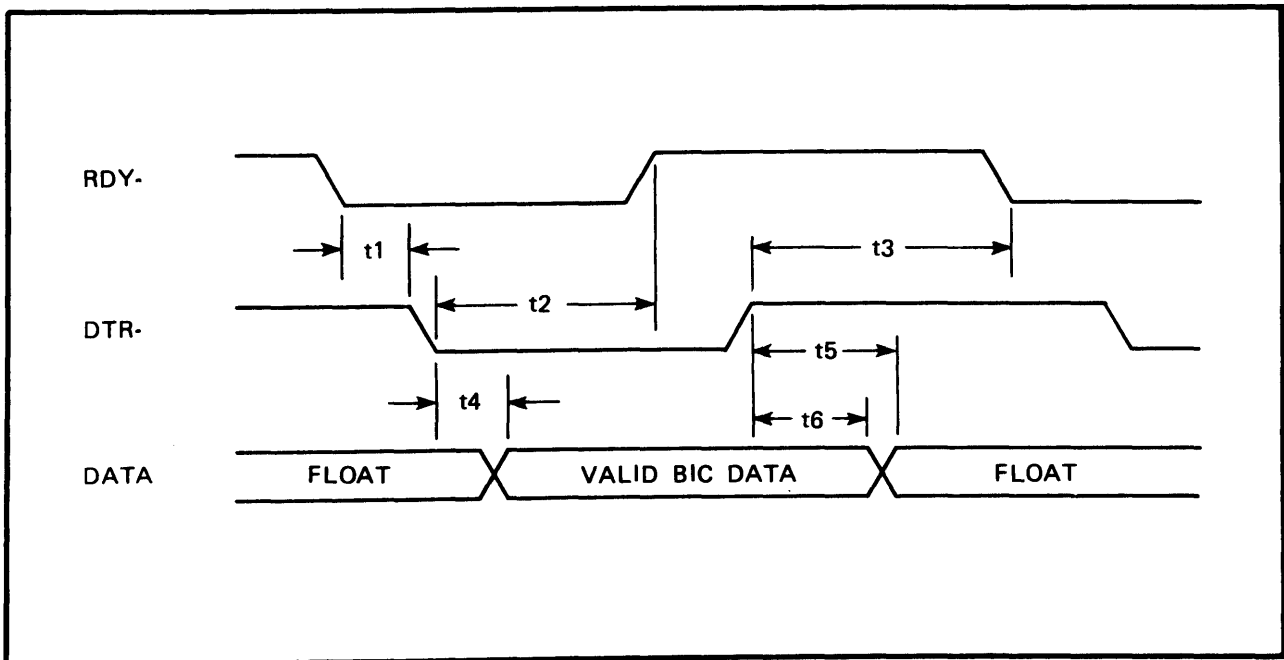 RDY-
t1
t3
t2
DTR-
t5
t4
t6
DATA
FLOAT
VALID BIC DATA
FLOAT